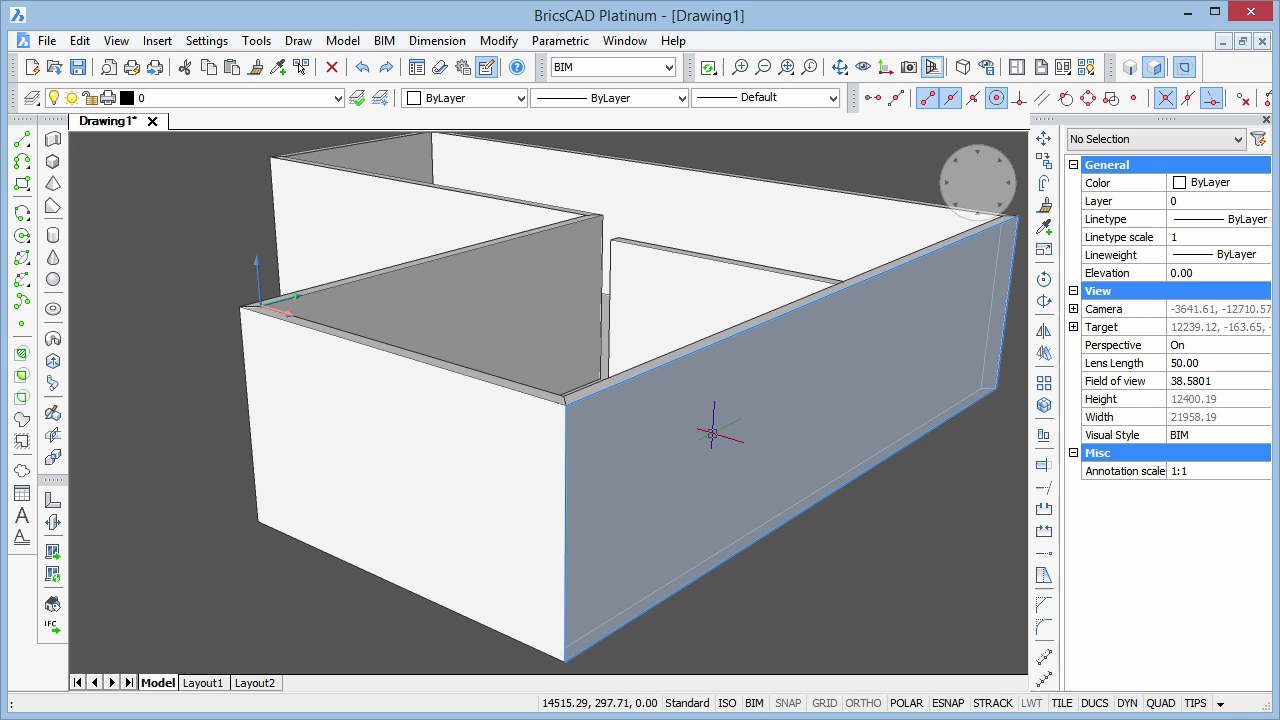 BricsCAD Platinum - [Drawing1]
File Edit View Insert Settings Tools Draw Model BIM Dimension Modify Parametric Window Help
BIM
0 ByLayer ByLayer Default
Drawing1*
No Selection
General
Color ByLayer
Layer 0
Linetype ByLayer
Linetype scale 1
Lineweight ByLayer
Elevation 0.00
View
Camera -3641.61, -12710.57
Target 12239.12, -163.65, -
Perspective On
Lens Length 50.00
Field of view 38.5801
Height 12400.19
Width 21958.19
Visual Style BIM
Misc
Annotation scale 1:1
A
A
IFC
Model Layout1 Layout2
: 14515.29, 297.71, 0.00 Standard ISO BIM SNAP GRID ORTHO POLAR ESNAP STRACK LWT TILE DUCS DYN QUAD TIPS